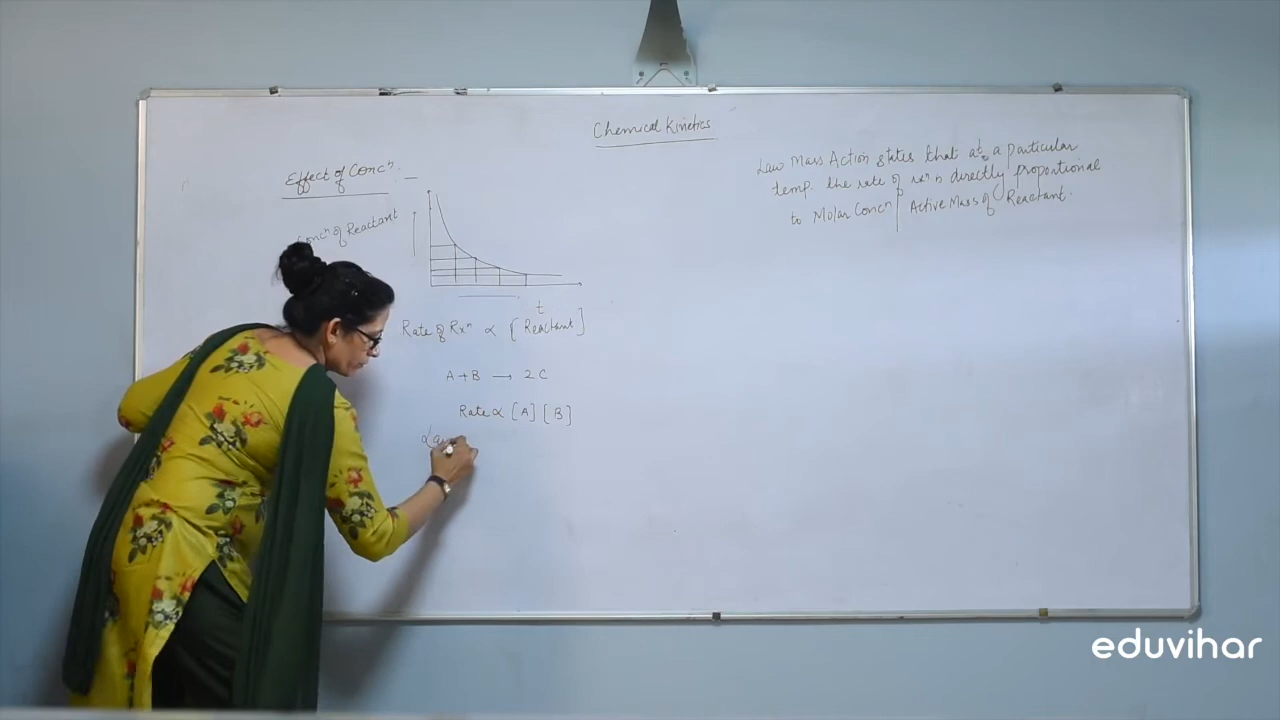 Chemical Kinetics
Effect of Concⁿ. –
Concⁿ of Reactant
t
Rate of Rxⁿ ∝ [Reactant]
A + B → 2C
Rate ∝ [A] [B]
Law Mass Action states that at a particular
temp. the rate of rxⁿ is directly proportional
to Molar Concⁿ | Active Mass of Reactant.
eduvihar